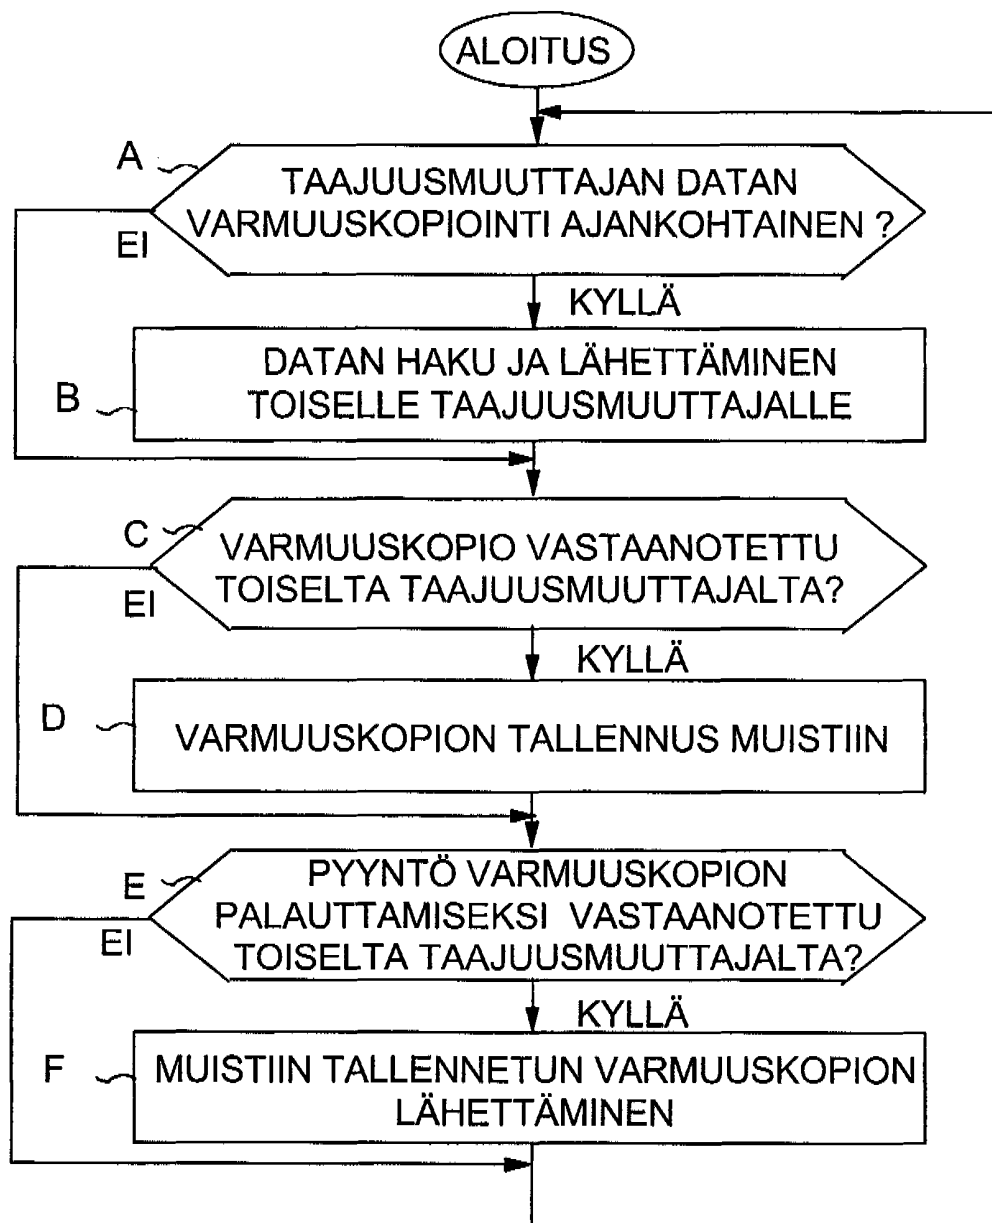 ALOITUS
A
TAAJUUSMUUTTAJAN DATAN
VARMUUSKOPIOINTI AJANKOHTAINEN ?
EI
KYLLÄ
B
DATAN HAKU JA LÄHETTÄMINEN
TOISELLE TAAJUUSMUUTTAJALLE
C
VARMUUSKOPIO VASTAANOTETTU
TOISELTA TAAJUUSMUUTTAJALTA?
EI
KYLLÄ
D
VARMUUSKOPION TALLENNUS MUISTIIN
E
PYYNTÖ VARMUUSKOPION
PALAUTTAMISEKSI VASTAANOTETTU
TOISELTA TAAJUUSMUUTTAJALTA?
EI
KYLLÄ
F
MUISTIIN TALLENNETUN VARMUUSKOPION
LÄHETTÄMINEN